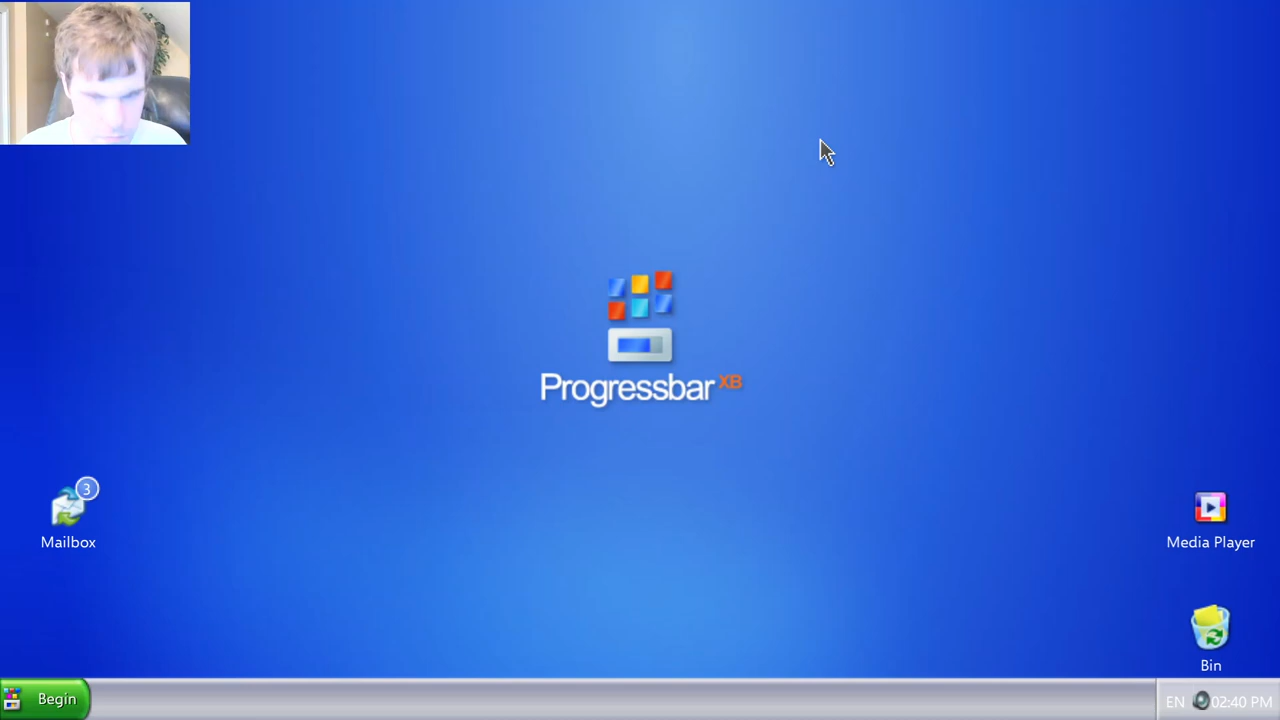 Progressbar XB
3
Mailbox
Media Player
Bin
Begin
EN 02:40 PM